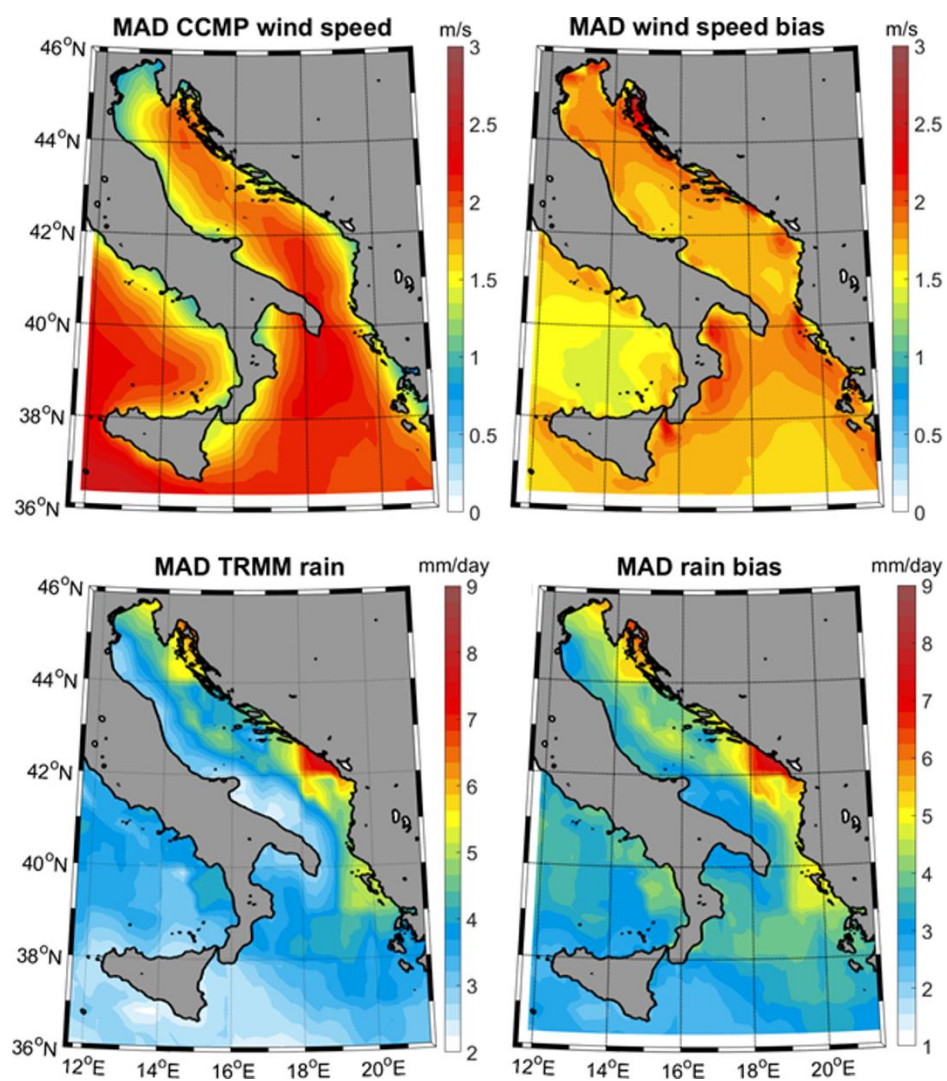 MAD CCMP wind speed
m/s
46°N
44°N
42°N
40°N
38°N
36°N
3
2.5
2
1.5
1
0.5
0
MAD wind speed bias
m/s
3
2.5
2
1.5
1
0.5
0
MAD TRMM rain
mm/day
46°N
44°N
42°N
40°N
38°N
36°N
12°E
14°E
16°E
18°E
20°E
9
8
7
6
5
4
3
2
MAD rain bias
mm/day
12°E
14°E
16°E
18°E
20°E
9
8
7
6
5
4
3
2
1